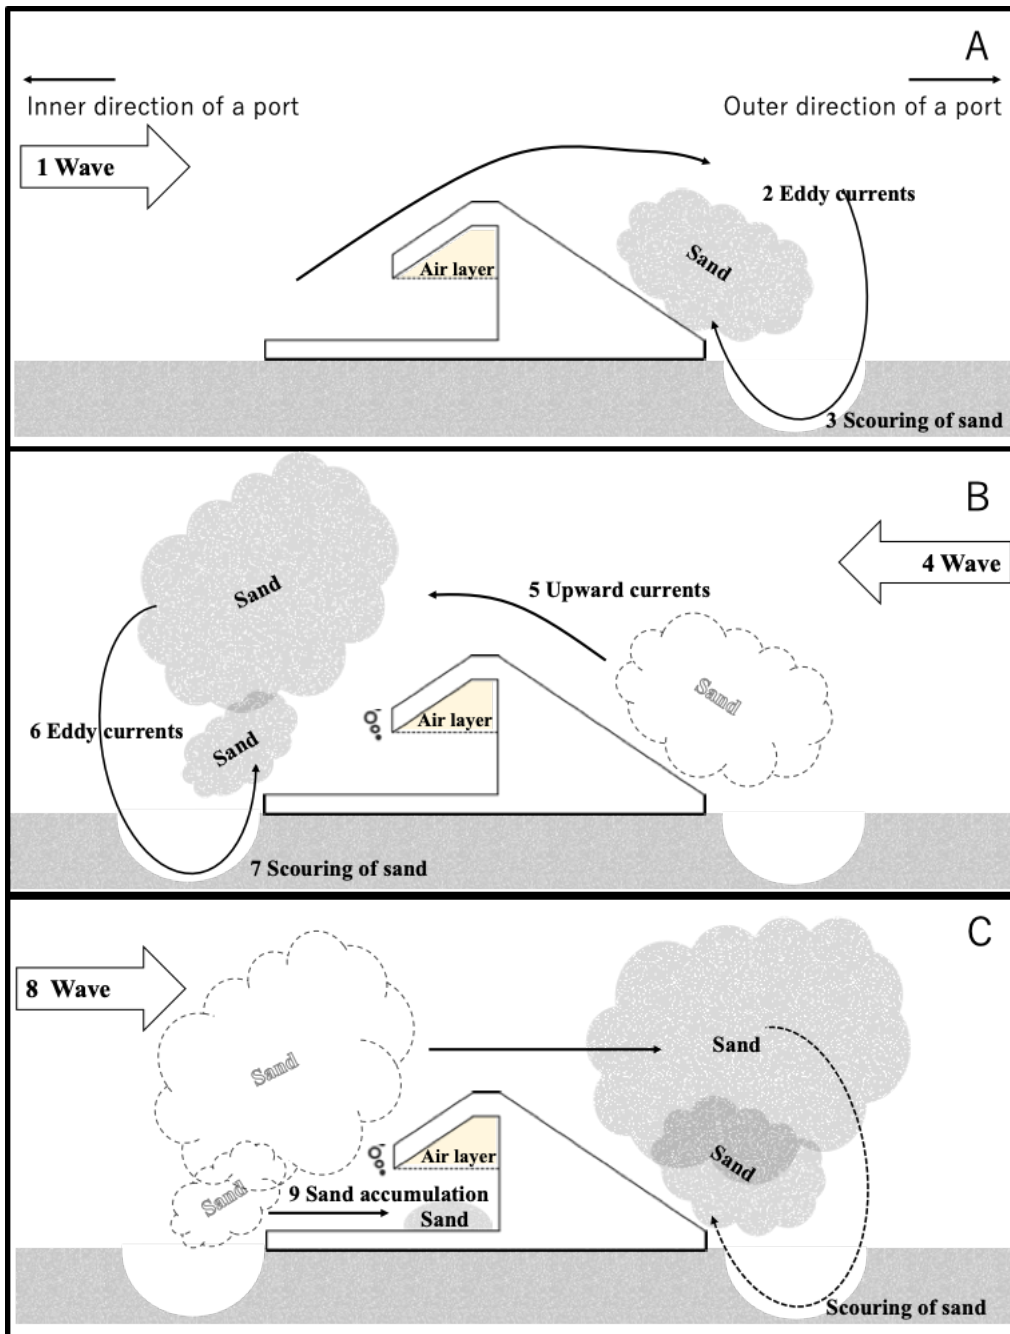 A
Inner direction of a port
Outer direction of a port
1 Wave
2 Eddy currents
Sand
Air layer
3 Scouring of sand
B
4 Wave
Sand
5 Upward currents
Sand
6 Eddy currents
Sand
Air layer
7 Scouring of sand
C
8 Wave
Sand
Sand
Sand
Air layer
Sand
Sand
9 Sand accumulation
Sand
Scouring of sand